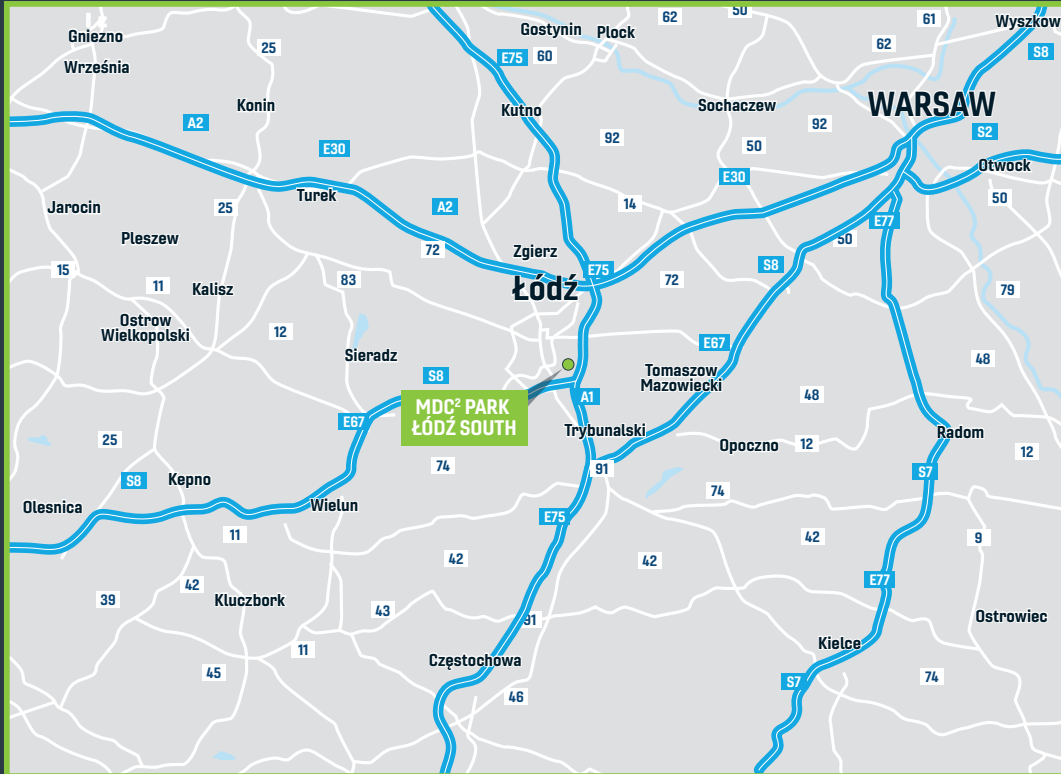 62
50
61
Gostynin
Plock
Wyszkow
Gniezno
25
62
E75
60
S8
Września
Konin
Kutno
Sochaczew
WARSAW
A2
92
92
S2
E30
50
Otwock
E30
Turek
50
Jarocin
25
A2
14
E77
Pleszew
72
Zgierz
50
15
S8
E75
11
Kalisz
83
Łódź
72
79
Ostrow
Wielkopolski
12
E67
Sieradz
48
Tomaszow
Mazowiecki
S8
48
A1
MDC² PARK
ŁÓDŹ SOUTH
E67
Trybunalski
Radom
25
Opoczno
12
12
74
91
S7
S8
Kepno
74
Olesnica
Wielun
E75
11
42
9
42
42
E77
42
39
Kluczbork
43
91
Ostrowiec
Kielce
11
Częstochowa
45
74
S7
46